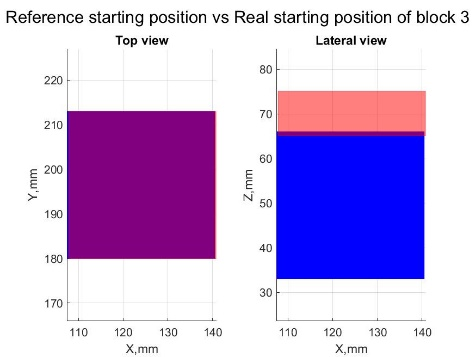 Reference starting position vs Real starting position of block 3
Top view
220
210
200
190
180
170
Y,mm
110 120 130 140
X,mm
Lateral view
80
70
60
50
40
30
Z,mm
110 120 130 140
X,mm